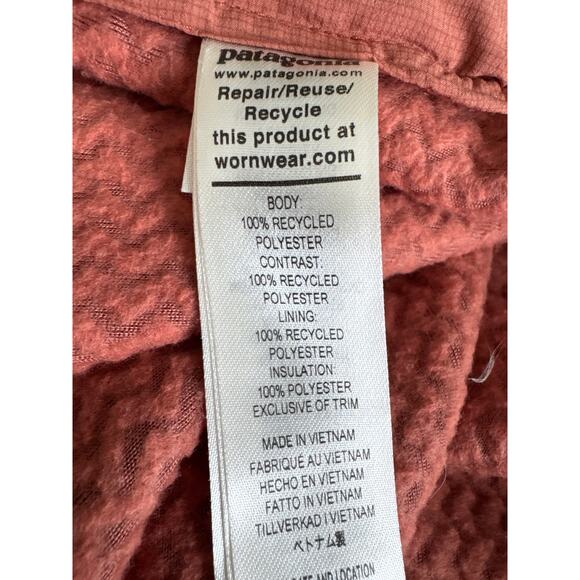 patagonia
www.patagonia.com
Repair/Reuse/
Recycle
this product at
wornwear.com
BODY:
100% RECYCLED
POLYESTER
CONTRAST:
100% RECYCLED
POLYESTER
LINING:
100% RECYCLED
POLYESTER
INSULATION:
100% POLYESTER
EXCLUSIVE OF TRIM
MADE IN VIETNAM
FABRIQUÉ AU VIETNAM
HECHO EN VIETNAM
FATTO IN VIETNAM
TILLVERKAD I VIETNAM
ベトナム製
AND LOCATION